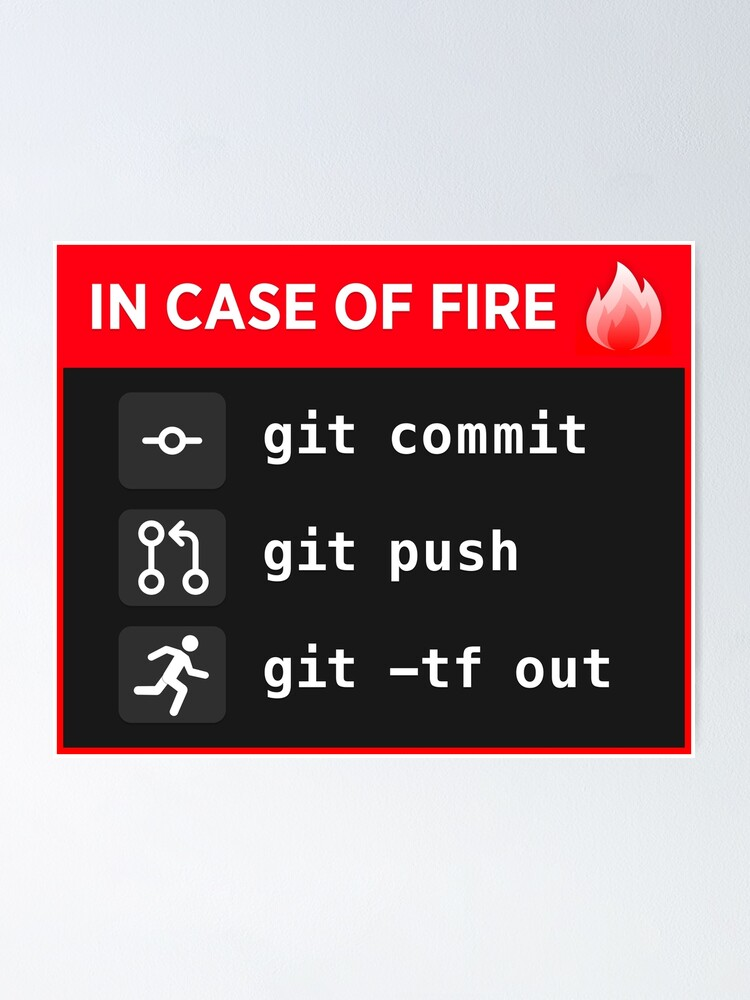 IN CASE OF FIRE
git commit
git push
git -tf out